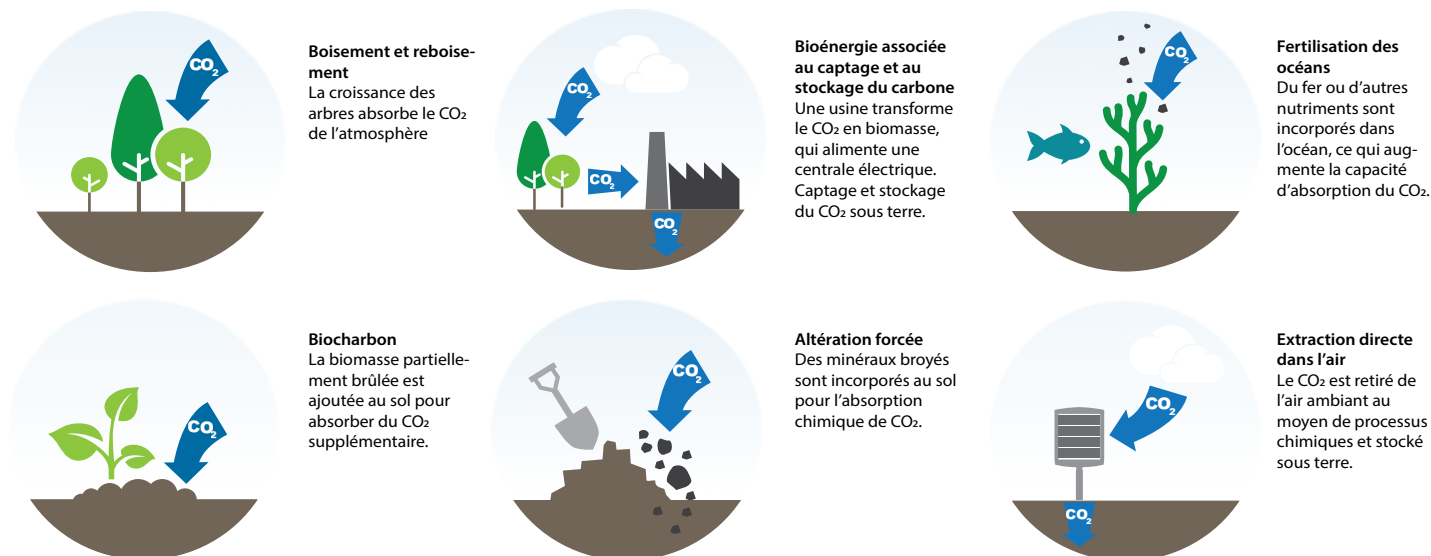 CO₂
Boisement et reboise-
ment
La croissance des
arbres absorbe le CO₂
de l'atmosphère
CO₂
CO₂
CO₂
Bioénergie associée
au captage et au
stockage du carbone
Une usine transforme
le CO₂ en biomasse,
qui alimente une
centrale électrique.
Captage et stockage
du CO₂ sous terre.
CO₂
Fertilisation des
océans
Du fer ou d'autres
nutriments sont
incorporés dans
l'océan, ce qui aug-
mente la capacité
d'absorption du CO₂.
CO₂
Biocharbon
La biomasse partielle-
ment brûlée est
ajoutée au sol pour
absorber du CO₂
supplémentaire.
CO₂
Altération forcée
Des minéraux broyés
sont incorporés au sol
pour l'absorption
chimique de CO₂.
CO₂
CO₂
Extraction directe
dans l'air
Le CO₂ est retiré de
l'air ambiant au
moyen de processus
chimiques et stocké
sous terre.